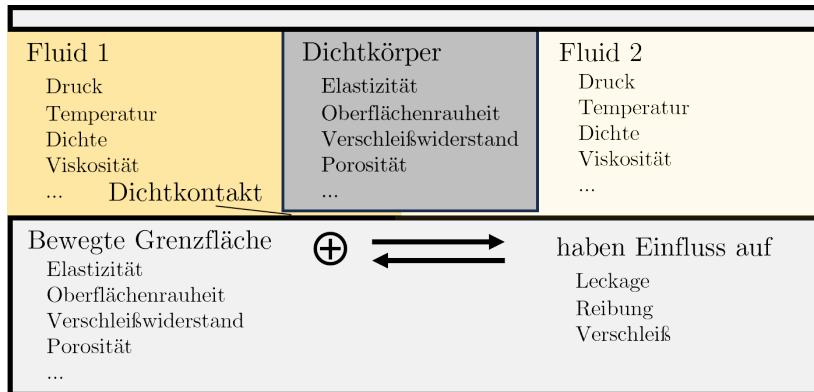 Fluid 1
Druck
Temperatur
Dichte
Viskosität
...
Dichtkontakt
Dichtkörper
Elastizität
Oberflächenrauheit
Verschleißwiderstand
Porosität
...
Fluid 2
Druck
Temperatur
Dichte
Viskosität
...
Bewegte Grenzfläche
Elastizität
Oberflächenrauheit
Verschleißwiderstand
Porosität
...
haben Einfluss auf
Leckage
Reibung
Verschleiß